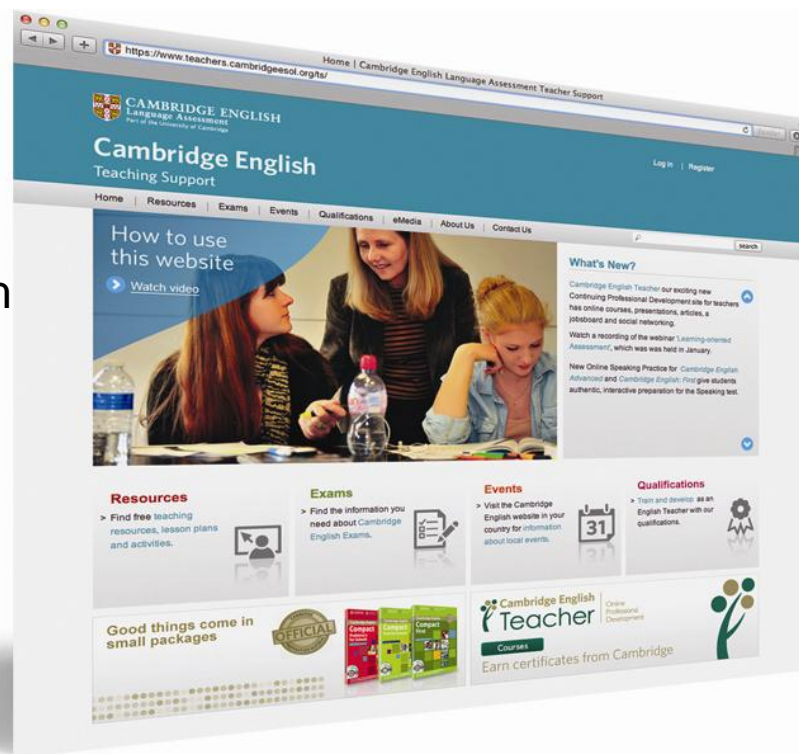 Home | Cambridge English Language Assessment Teacher Support
https://www.teachers.cambridgeesol.org/ts/
Reader
CAMBRIDGE ENGLISH
Language Assessment
Part of the University of Cambridge
Cambridge English
Teaching Support
Log in | Register
Home | Resources | Exams | Events | Qualifications | eMedia | About Us | Contact Us
search
n
How to use
this website
Watch video
What's New?
Cambridge English Teacher our exciting new
Continuing Professional Development site for teachers
has online courses, presentations, articles, a
jobsboard and social networking.
Watch a recording of the webinar 'Learning-oriented
Assessment', which was was held in January.
New Online Speaking Practice for Cambridge English
Advanced and Cambridge English: First give students
authentic, interactive preparation for the Speaking test.
Resources
> Find free teaching
resources, lesson plans
and activities.
Exams
> Find the information you
need about Cambridge
English Exams.
Events
> Visit the Cambridge
English website in your
country for information
about local events.
31
Qualifications
> Train and develop as an
English Teacher with our
qualifications.
Good things come in
small packages
OFFICIAL
Compact
Compact
Compact
First
Cambridge English
Teacher
Online
Professional
Development
Courses
Earn certificates from Cambridge